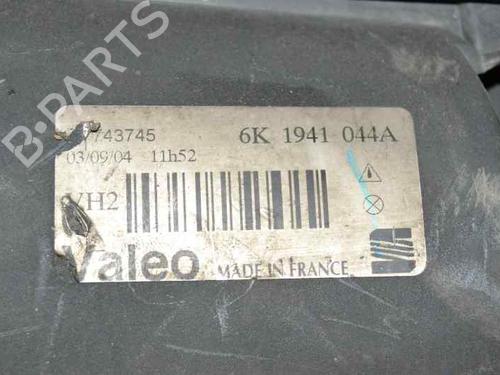 B-PARTS
743745 6K 1941 044A
03/09/04 11h52
VH2
Valeo MADE IN FRANCE